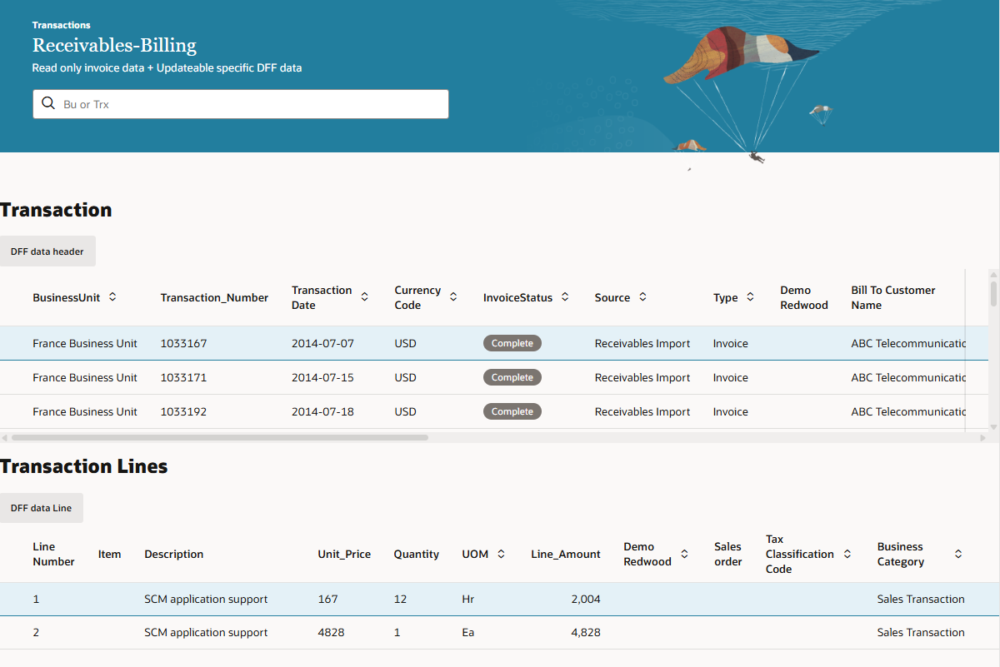 Transactions
Receivables-Billing
Read only invoice data + Updateable specific DFF data
Bu or Trx
Transaction
DFF data header
BusinessUnit Transaction_Number Transaction Date Currency Code InvoiceStatus Source Type Demo Redwood Bill To Customer Name
France Business Unit 1033167 2014-07-07 USD Complete Receivables Import Invoice ABC Telecommunicatic
France Business Unit 1033171 2014-07-15 USD Complete Receivables Import Invoice ABC Telecommunicatic
France Business Unit 1033192 2014-07-18 USD Complete Receivables Import Invoice ABC Telecommunicatic
Transaction Lines
DFF data Line
Line Number Item Description Unit_Price Quantity UOM Line_Amount Demo Redwood Sales order Tax Classification Code Business Category
1 SCM application support 167 12 Hr 2,004 Sales Transaction
2 SCM application support 4828 1 Ea 4,828 Sales Transaction